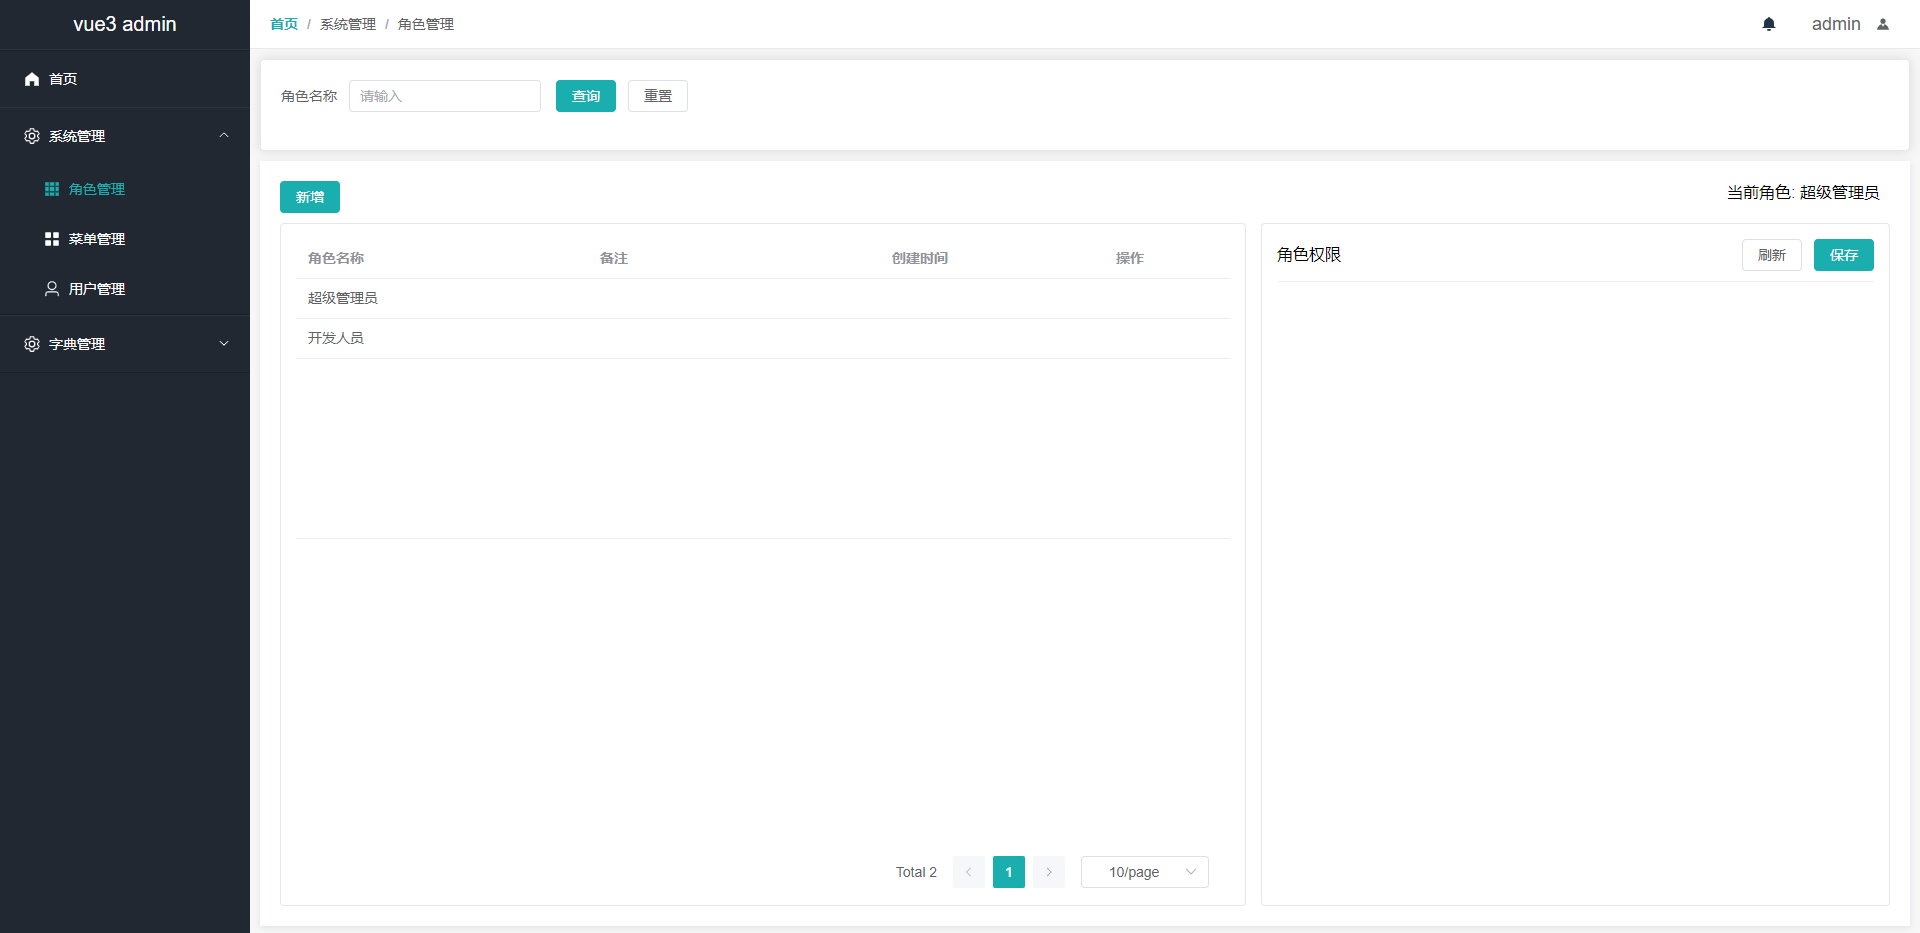 vue3 admin
首页
系统管理
角色管理
菜单管理
用户管理
字典管理
首页 / 系统管理 / 角色管理
admin
角色名称 请输入 查询 重置
新增
当前角色: 超级管理员
角色名称 备注 创建时间 操作
超级管理员
开发人员
Total 2 1 10/page
角色权限 刷新 保存